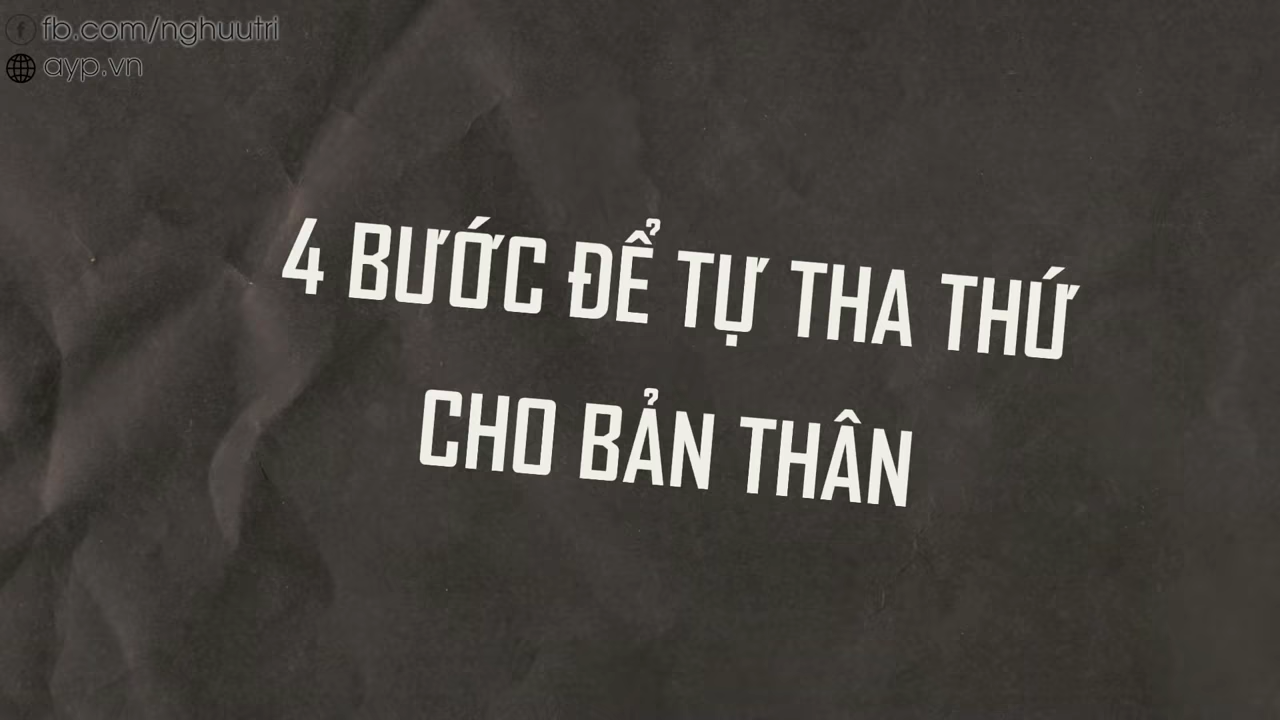 fb.com/nghuutri
ayp.vn
4 BƯỚC ĐỂ TỰ THA THỨ
CHO BẢN THÂN